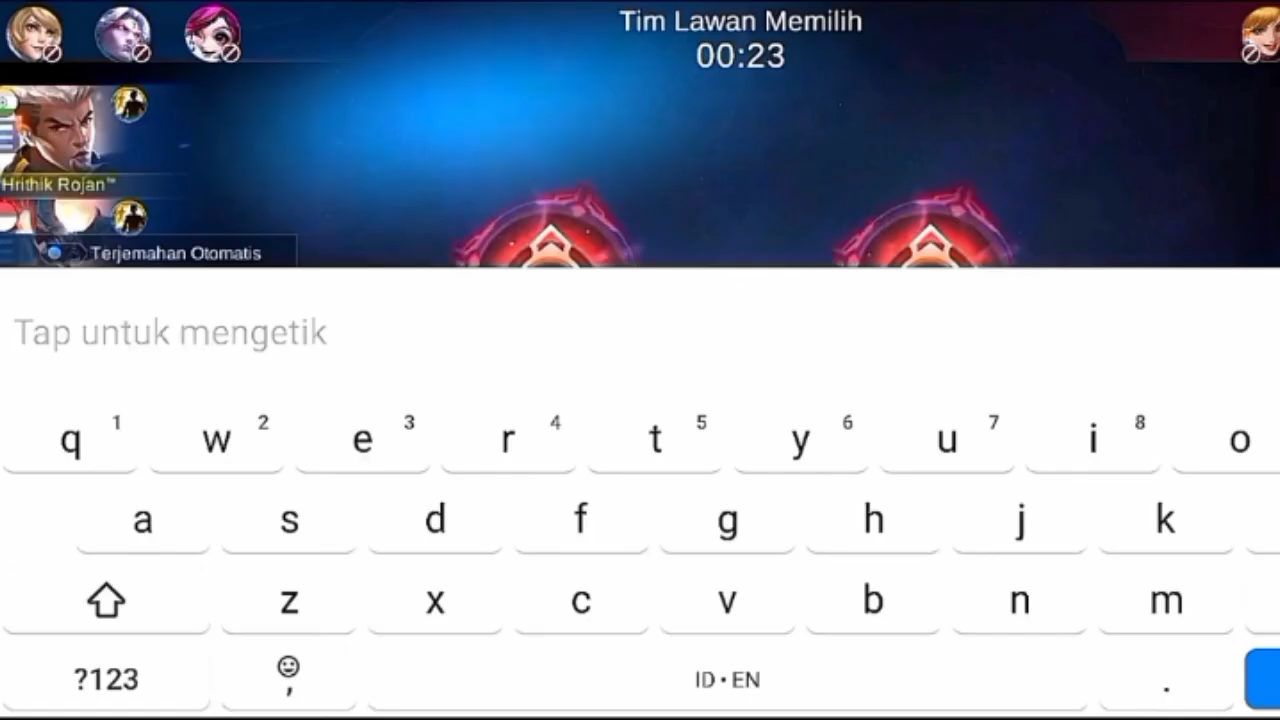 Tim Lawan Memilih
00:23
Hrithik Rojan™
Terjemahan Otomatis
Tap untuk mengetik
q 1 w 2 e 3 r 4 t 5 y 6 u 7 i 8 o
a s d f g h j k
z x c v b n m
?123 , ID • EN .